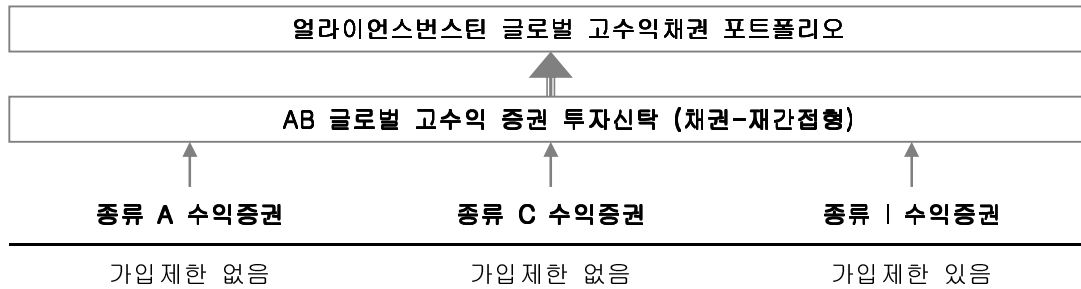 얼라이언스번스틴 글로벌 고수익채권 포트폴리오
AB 글로벌 고수익 증권 투자신탁 (채권-재간접형)
종류 A 수익증권 종류 C 수익증권 종류 I 수익증권
가입제한 없음 가입제한 없음 가입제한 있음